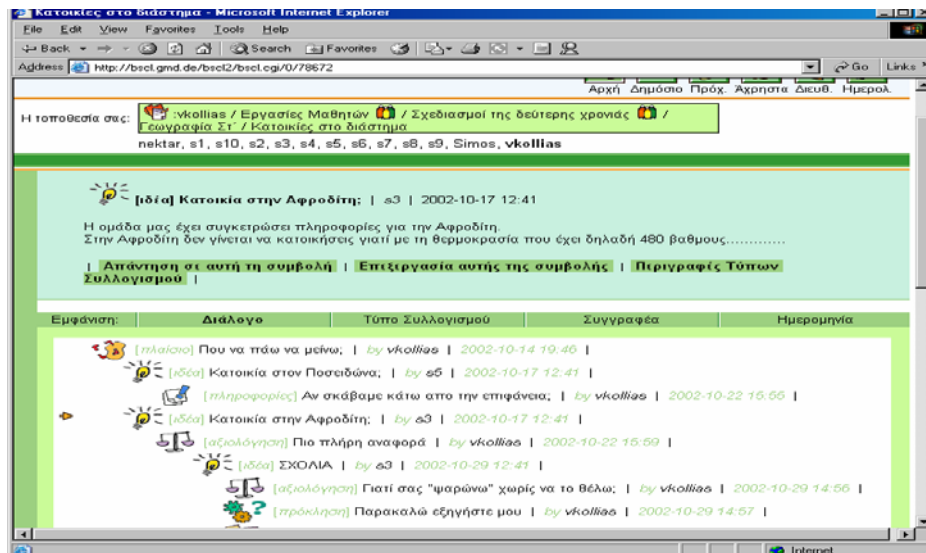 Κατοικίες στο διάστημα - Microsoft Internet Explorer
File Edit View Favorites Tools Help
Back Search Favorites
Address http://bscl.gmd.de/bscl2/bscl.cgi/0/78672 Go Links
Αρχή Δημόσιο Πρόχ. Άχρηστα Διευθ. Ημερολ.
Η τοποθεσία σας: :vkollias / Εργασίες Μαθητών / Σχεδιασμοί της δεύτερης χρονιάς /
Γεωγραφία Στ΄ / Κατοικίες στο διάστημα
nektar, s1, s10, s2, s3, s4, s5, s6, s7, s8, s9, Simos, vkollias
[ιδέα] Κατοικία στην Αφροδίτη; | s3 | 2002-10-17 12:41
Η ομάδα μας έχει συγκετρώσει πληροφορίες για την Αφροδίτη.
Στην Αφροδίτη δεν γίνεται να κατοικήσεις γιατί με τη θερμοκρασία που έχει δηλαδή 480 βαθμους.............
| Απάντηση σε αυτή τη συμβολή | Επεξεργασία αυτής της συμβολής | Περιγραφές Τύπων
Συλλογισμού |
Εμφάνιση: Διάλογο Τύπο Συλλογισμού Συγγραφέα Ημερομηνία
[πλαίσιο] Που να πάω να μείνω; | by vkollias | 2002-10-14 19:46 |
[ιδέα] Κατοικία στον Ποσειδώνα; | by s5 | 2002-10-17 12:41 |
[πληροφορίες] Αν σκάβαμε κάτω απο την επιφάνεια; | by vkollias | 2002-10-22 15:55 |
[ιδέα] Κατοικία στην Αφροδίτη; | by s3 | 2002-10-17 12:41 |
[αξιολόγηση] Πιο πλήρη αναφορά | by vkollias | 2002-10-22 15:59 |
[ιδέα] ΣΧΟΛΙΑ | by s3 | 2002-10-29 12:41 |
[αξιολόγηση] Γιατί σας "ψαρώνω" χωρίς να το θέλω; | by vkollias | 2002-10-29 14:56 |
[πρόκληση] Παρακαλώ εξηγήστε μου | by vkollias | 2002-10-29 14:57 |
Internet